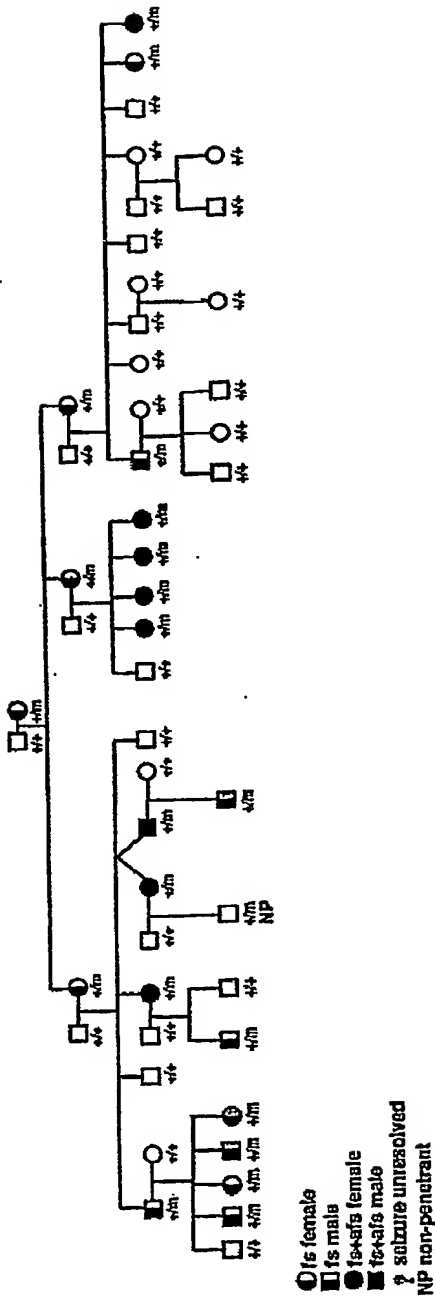 +/+ +/m
+/+ +/m +/+ +/m +/+ +/m
+/m +/+ +/+ +/+ +/m +/+ +/m +/m +/+ +/+ +/+ +/m +/m +/m +/m +/m +/+ +/+ +/+ +/+ +/+ +/+ +/+ +/+ +/m +/m
+/+ +/m +/m +/m +/m +/m +/+ +/m +/m +/+ +/+ +/+ +/+ +/+ +/+
NP
fs female
fs male
fs+afs female
fs+afs male
? seizure unresolved
NP non-penetrant